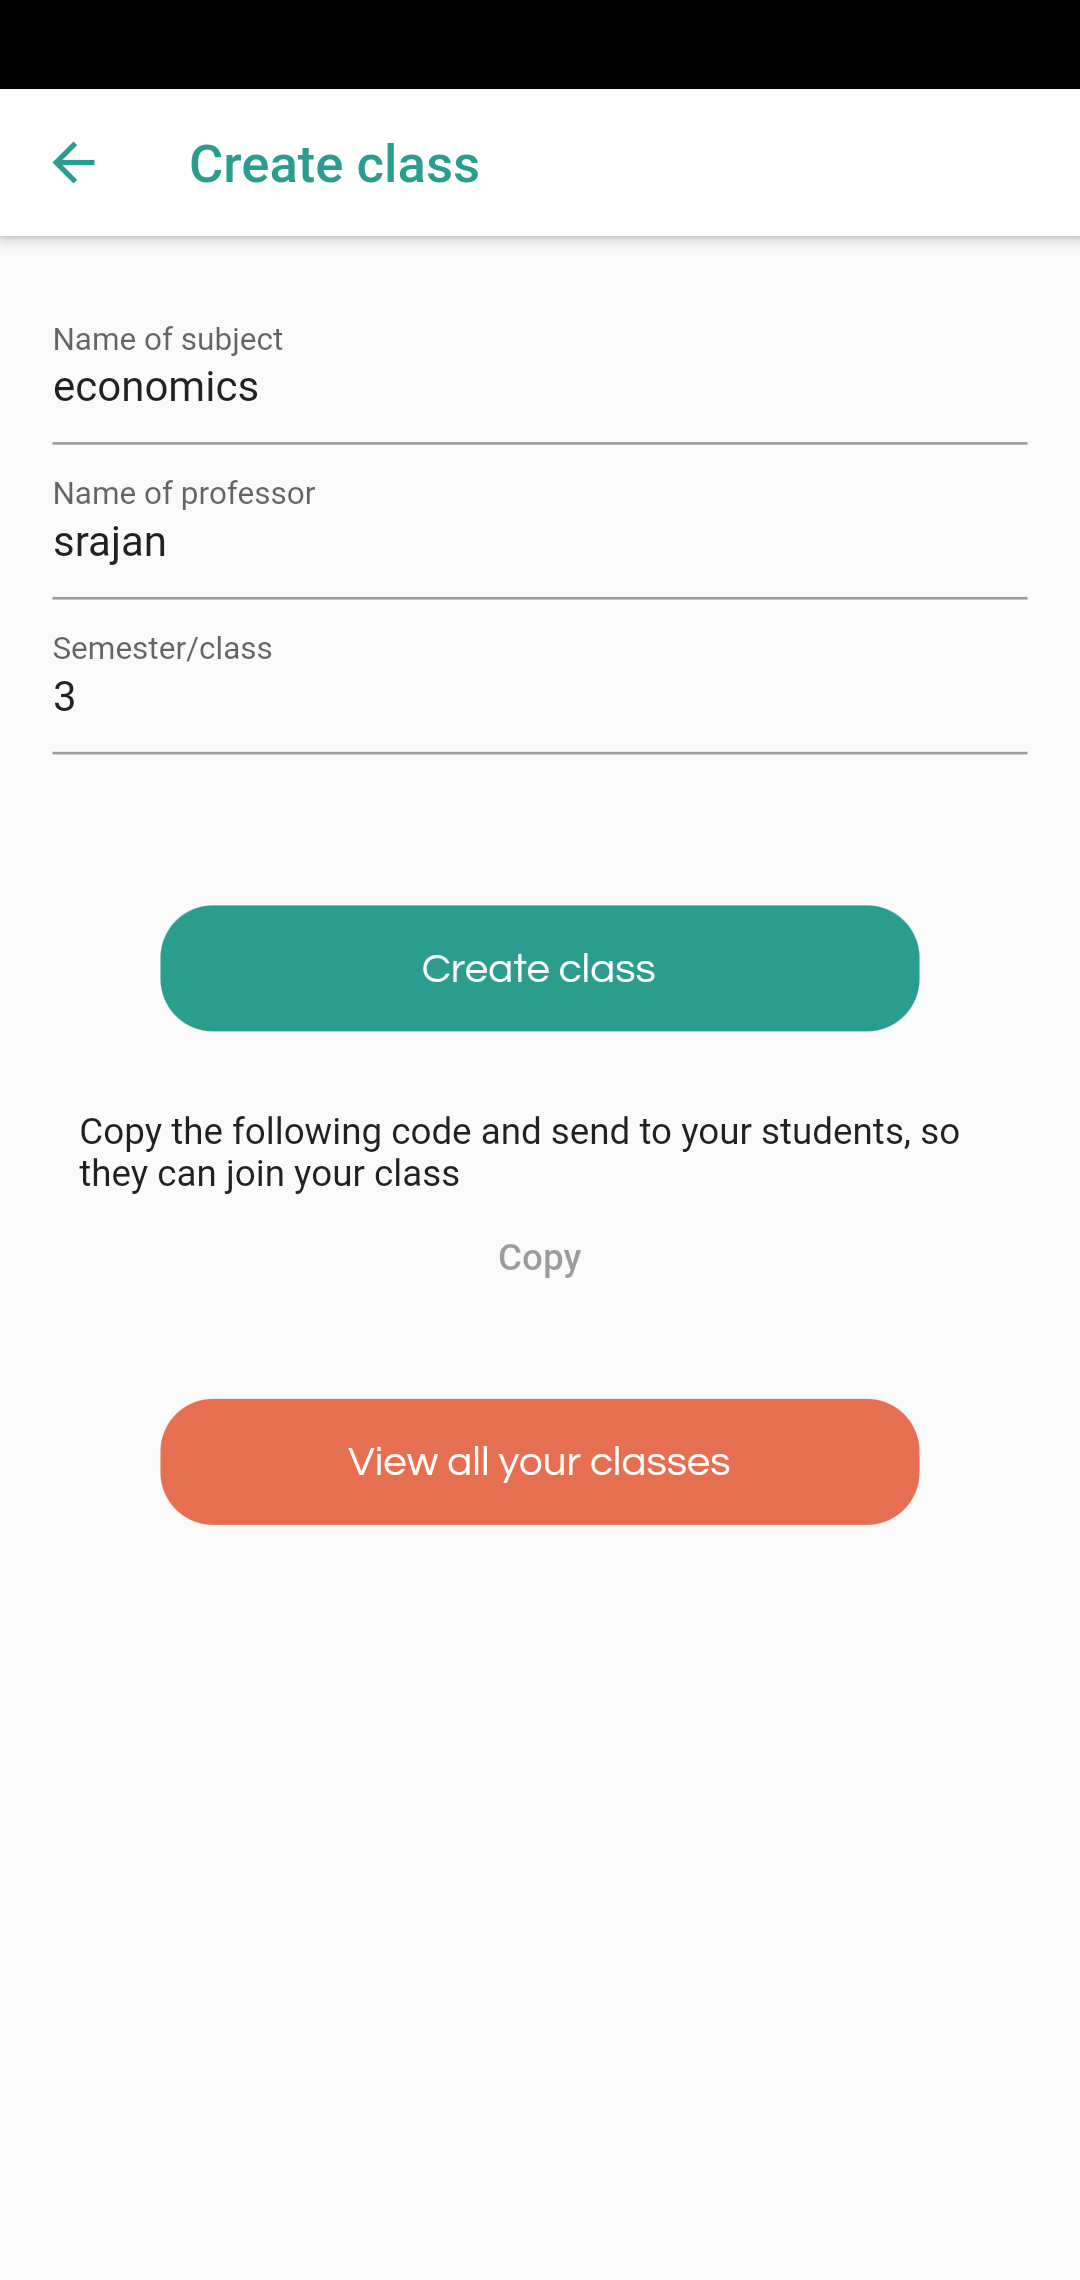 Create class
Name of subject
economics
Name of professor
srajan
Semester/class
3
Create class
Copy the following code and send to your students, so
they can join your class
Copy
View all your classes